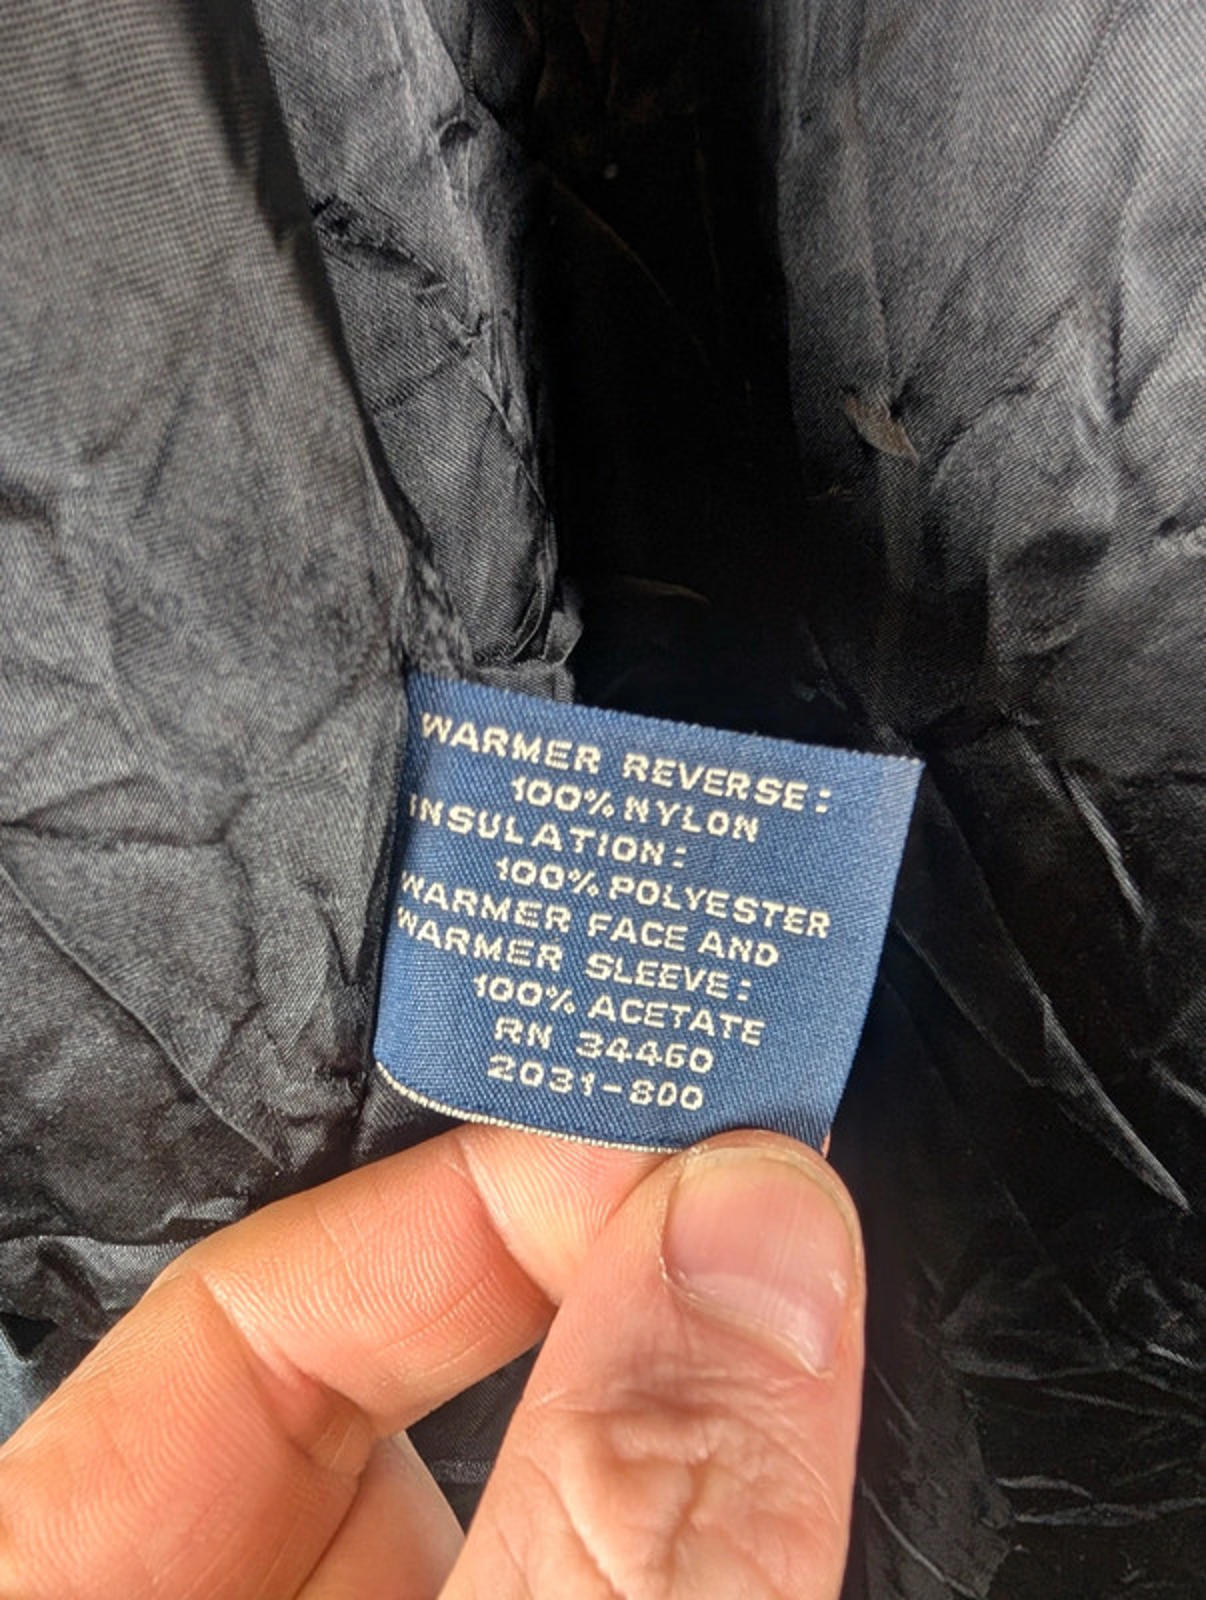 WARMER REVERSE:
100% NYLON
INSULATION:
100% POLYESTER
WARMER FACE AND
WARMER SLEEVE:
100% ACETATE
RN 34460
2031-800